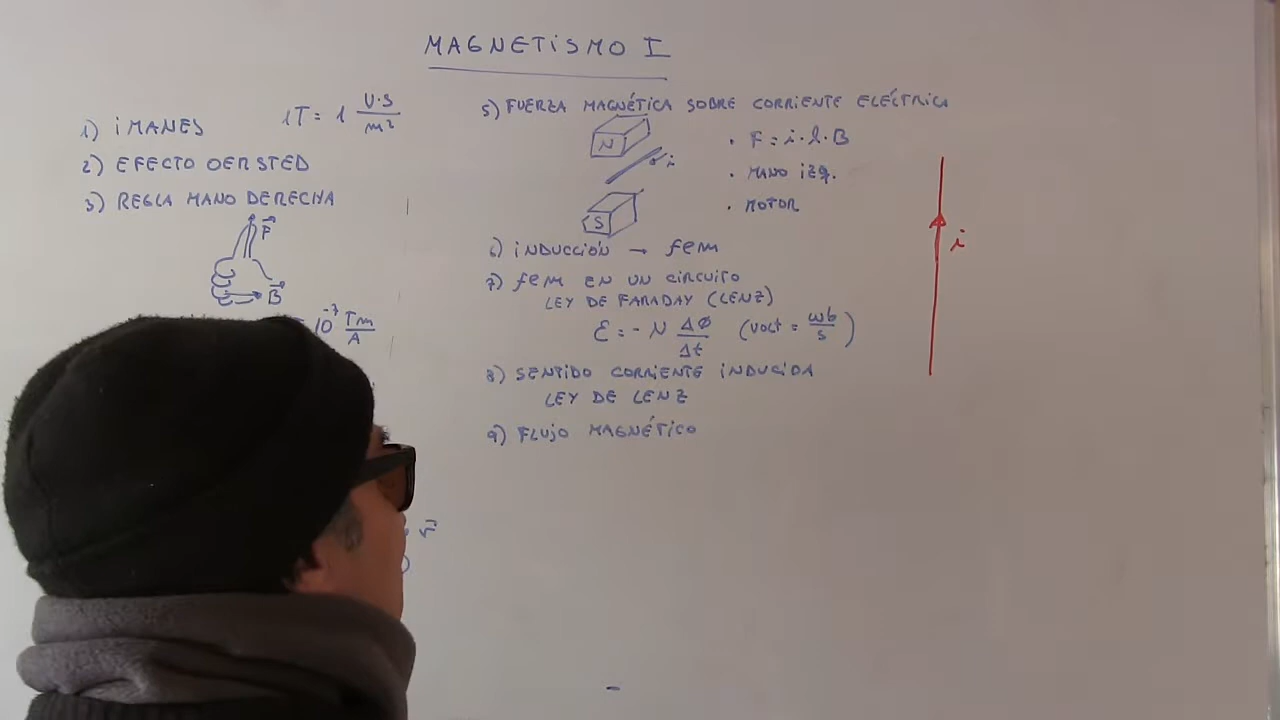 MAGNETISMO I
1) IMANES
1T = 1 V·S/m²
2) EFECTO OERSTED
3) REGLA MANO DERECHA
F⃗
B⃗
10⁻⁷ Tm/A
r⃗
5) FUERZA MAGNÉTICA SOBRE CORRIENTE ELÉCTRICA
N
i
S
· F = i·l·B
· MANO IZQ.
· MOTOR
6) INDUCCIÓN → fem
7) fem EN UN CIRCUITO
LEY DE FARADAY (LENZ)
Ɛ = - N Δφ/Δt (VOLT = Wb/s)
8) SENTIDO CORRIENTE INDUCIDA
LEY DE LENZ
9) FLUJO MAGNÉTICO
i